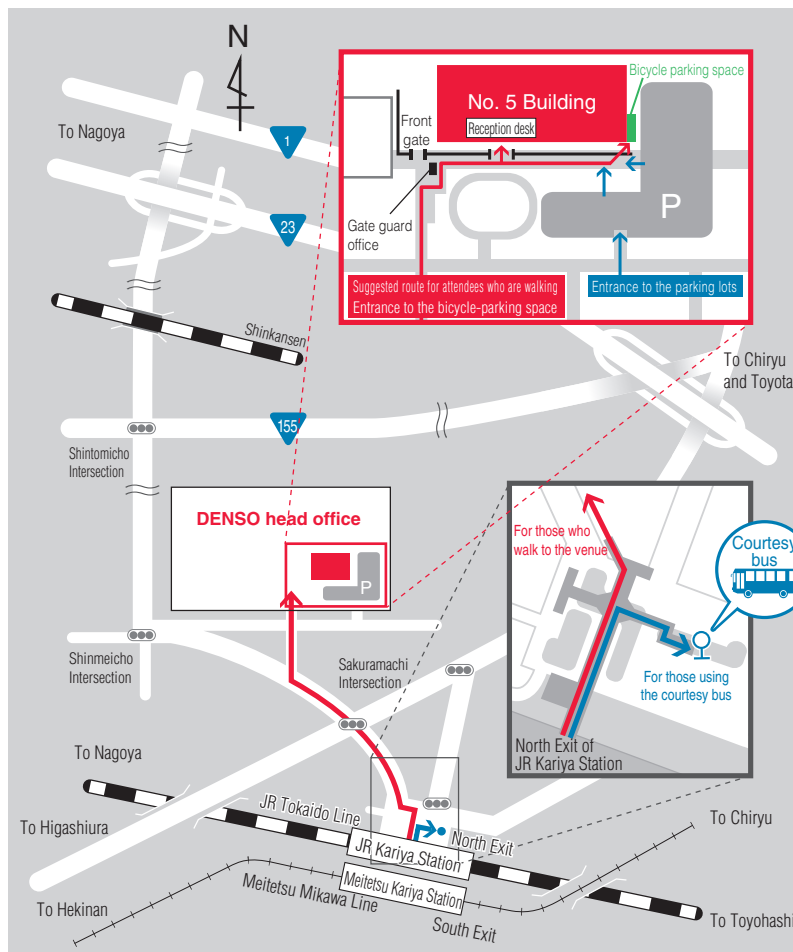 N
To Nagoya
1
23
Shinkansen
155
Shintomicho
Intersection
No. 5 Building
Reception desk
Bicycle parking space
Front
gate
Gate guard
office
P
Suggested route for attendees who are walking
Entrance to the bicycle-parking space
Entrance to the parking lots
To Chiryu
and Toyota
DENSO head office
P
Shinmeicho
Intersection
Sakuramachi
Intersection
For those who
walk to the venue
Courtesy
bus
For those using
the courtesy bus
North Exit of
JR Kariya Station
To Nagoya
JR Tokaido Line
North Exit
JR Kariya Station
To Higashiura
To Chiryu
Meitetsu Kariya Station
Meitetsu Mikawa Line
South Exit
To Hekinan
To Toyohashi